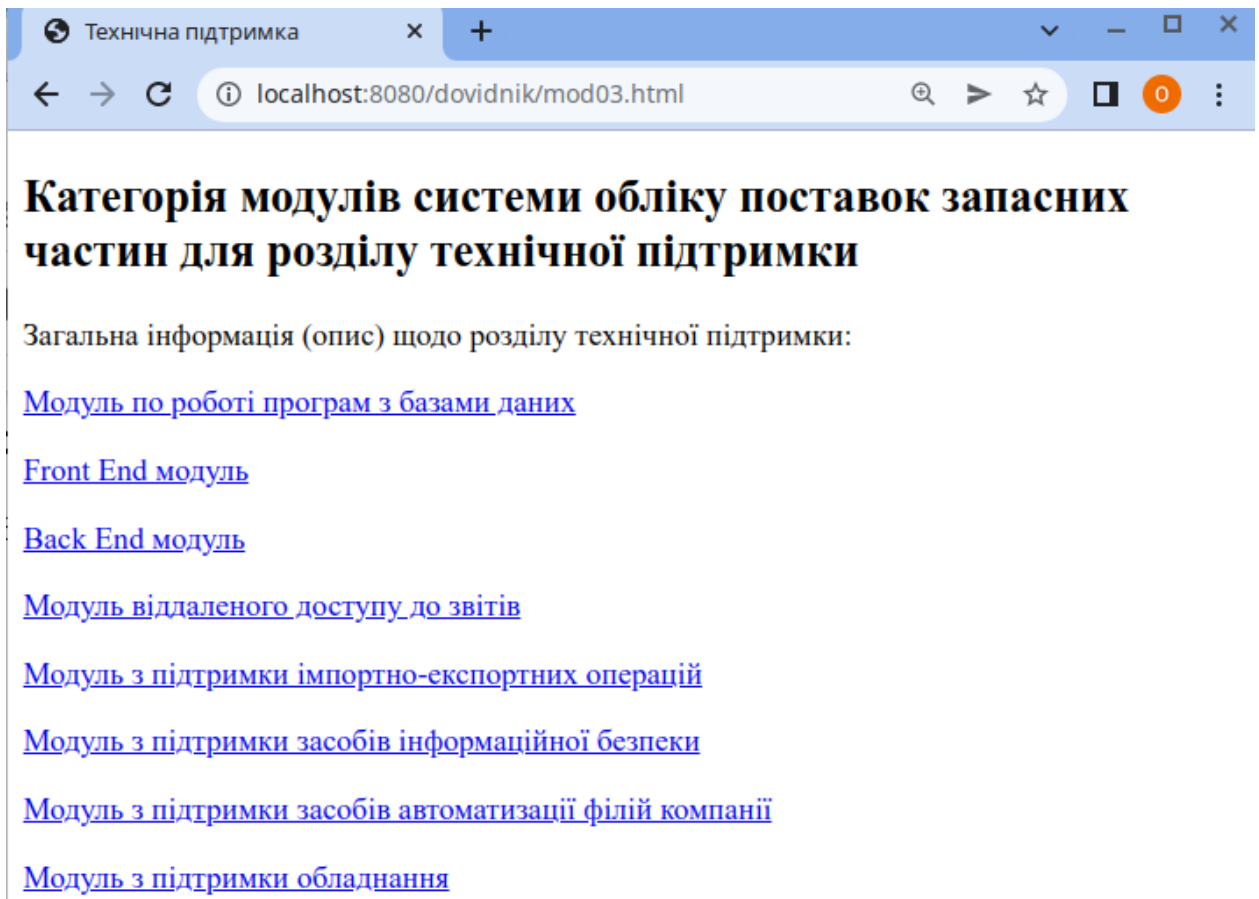 Технічна підтримка
localhost:8080/dovidnik/mod03.html
O
Категорія модулів системи обліку поставок запасних
частин для розділу технічної підтримки
Загальна інформація (опис) щодо розділу технічної підтримки:
Модуль по роботі програм з базами даних
Front End модуль
Back End модуль
Модуль віддаленого доступу до звітів
Модуль з підтримки імпортно-експортних операцій
Модуль з підтримки засобів інформаційної безпеки
Модуль з підтримки засобів автоматизації філій компанії
Модуль з підтримки обладнання